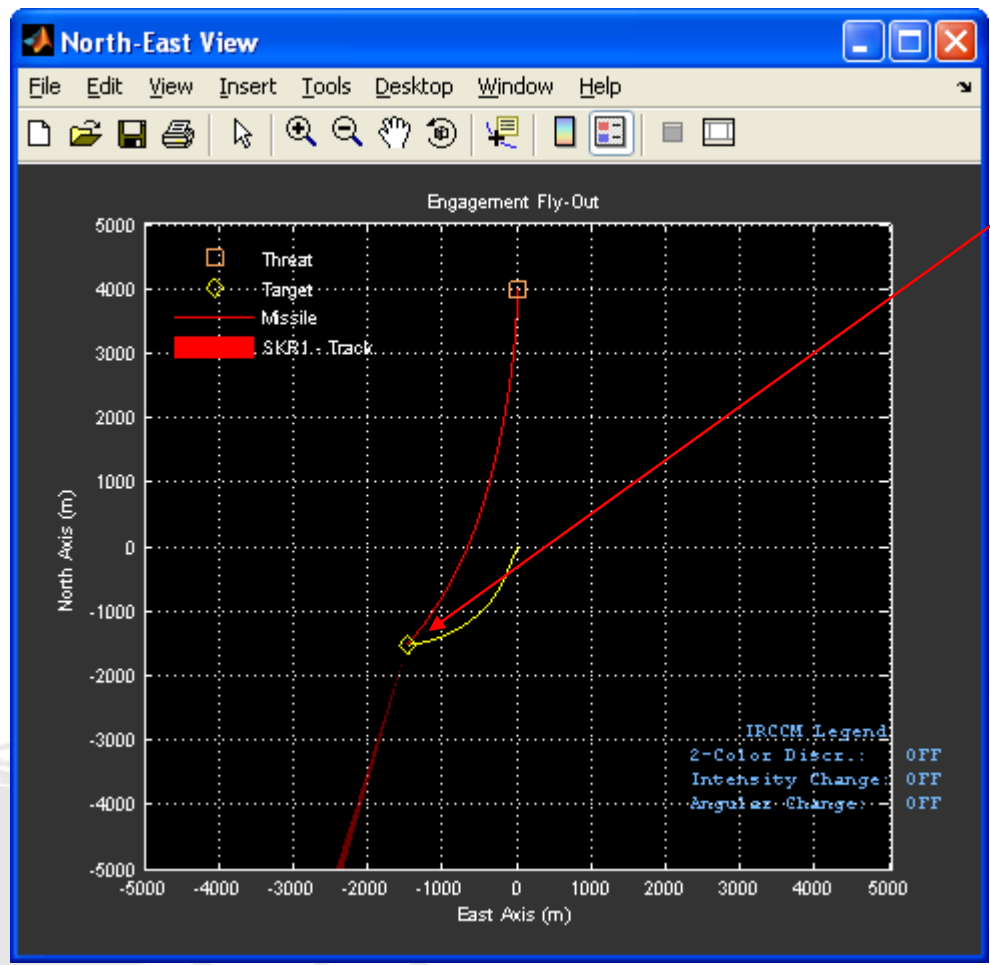 North-East View
File Edit View Insert Tools Desktop Window Help
Engagement Fly-Out
5000
4000
3000
2000
1000
0
-1000
-2000
-3000
-4000
-5000
North Axis (m)
Threat
Target
Missile
SKR1 - Track
IRCCM Legend
2-Color Discr.: OFF
Intensity Change: OFF
Angular Change: OFF
-5000 -4000 -3000 -2000 -1000 0 1000 2000 3000 4000 5000
East Axis (m)